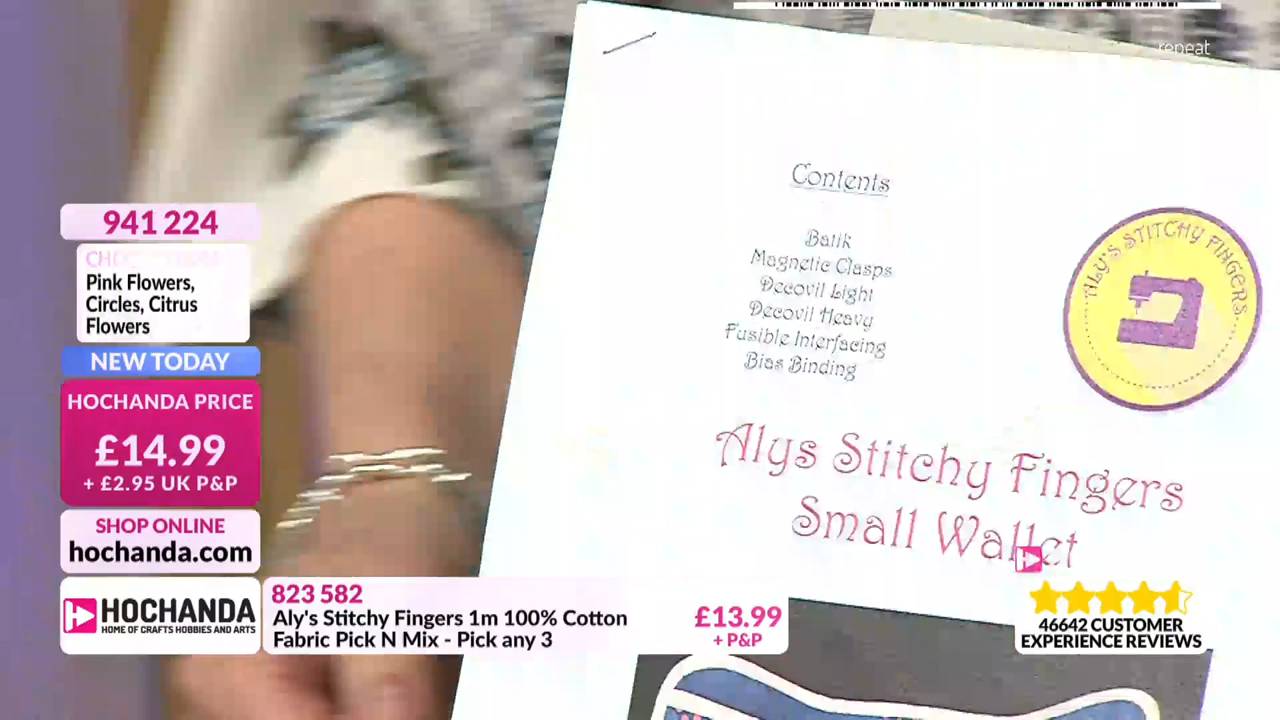 repeat
Contents
Batik
Magnetic Clasps
Decovil Light
Decovil Heavy
Fusible Interfacing
Bias Binding
ALY'S STITCHY FINGERS
Alys Stitchy Fingers
Small Wallet
941 224
Pink Flowers,
Circles, Citrus
Flowers
NEW TODAY
HOCHANDA PRICE
£14.99
+ £2.95 UK P&P
SHOP ONLINE
hochanda.com
HOCHANDA
HOME OF CRAFTS HOBBIES AND ARTS
823 582
Aly's Stitchy Fingers 1m 100% Cotton
Fabric Pick N Mix - Pick any 3
£13.99
+ P&P
46642 CUSTOMER
EXPERIENCE REVIEWS